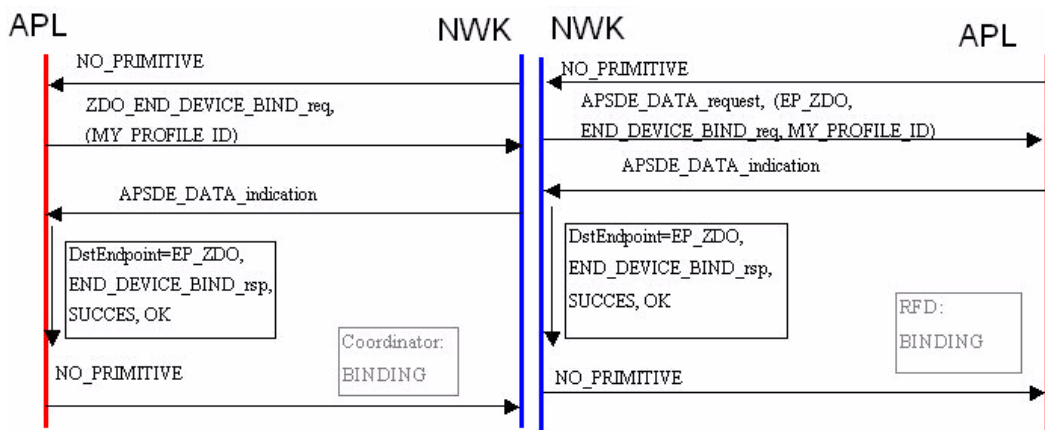 APL
NWK
NO_PRIMITIVE
ZDO_END_DEVICE_BIND_req,
(MY_PROFILE_ID)
APSDE_DATA_indication
DstEndpoint=EP_ZDO,
END_DEVICE_BIND_rsp,
SUCCES, OK
Coordinator:
BINDING
NO_PRIMITIVE
NWK
APL
NO_PRIMITIVE
APSDE_DATA_request, (EP_ZDO,
END_DEVICE_BIND_req, MY_PROFILE_ID)
APSDE_DATA_indication
DstEndpoint=EP_ZDO,
END_DEVICE_BIND_rsp,
SUCCES, OK
RFD:
BINDING
NO_PRIMITIVE